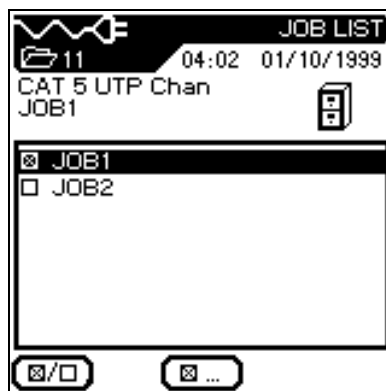 JOB LIST
11 04:02 01/10/1999
CAT 5 UTP Chan
JOB1
☒ JOB1
☐ JOB2
☒/☐ ☒ ...